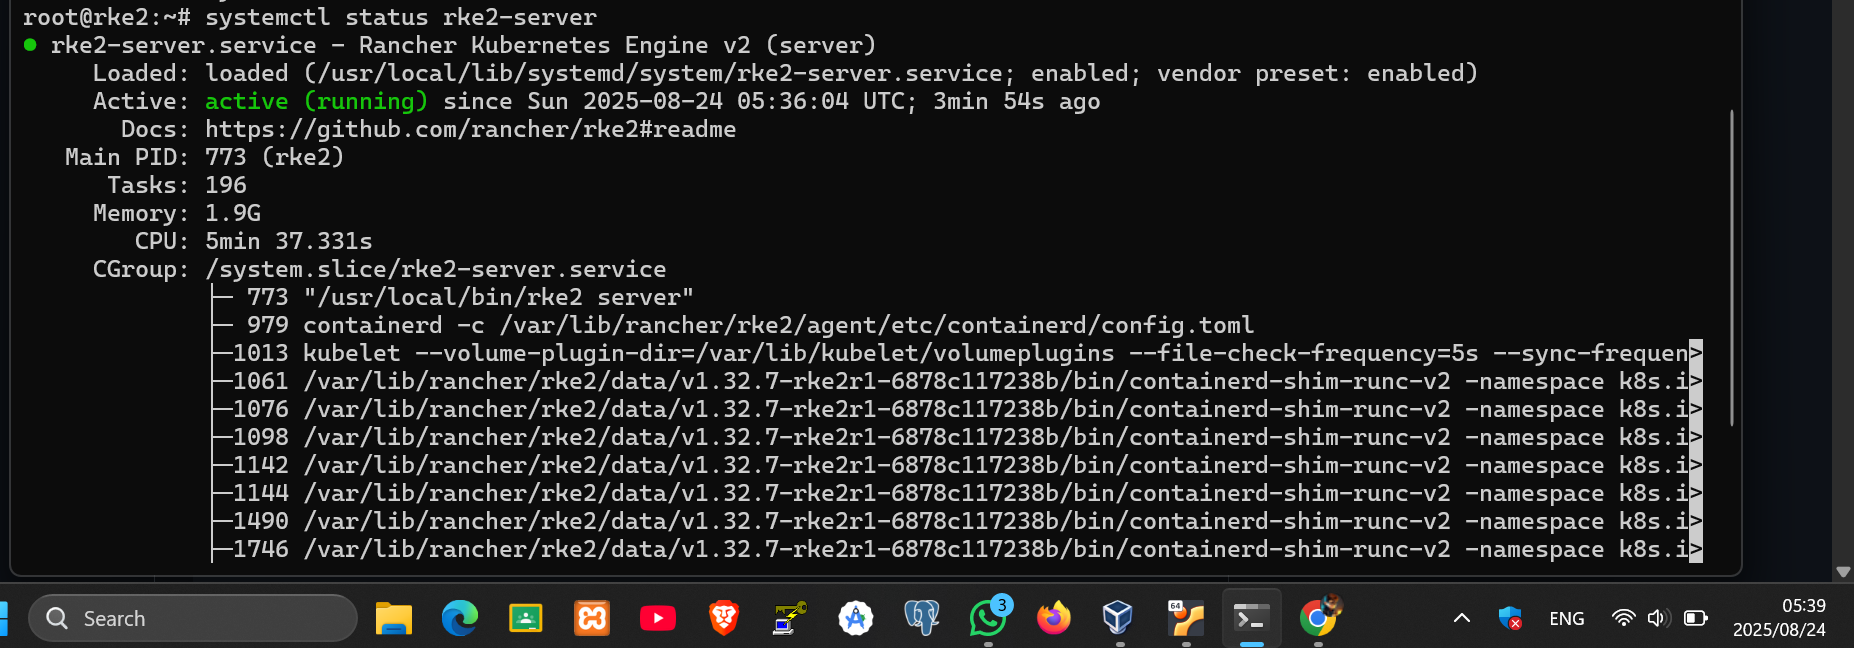 root@rke2:~# systemctl status rke2-server
● rke2-server.service - Rancher Kubernetes Engine v2 (server)
Loaded: loaded (/usr/local/lib/systemd/system/rke2-server.service; enabled; vendor preset: enabled)
Active: active (running) since Sun 2025-08-24 05:36:04 UTC; 3min 54s ago
Docs: https://github.com/rancher/rke2#readme
Main PID: 773 (rke2)
Tasks: 196
Memory: 1.9G
CPU: 5min 37.331s
CGroup: /system.slice/rke2-server.service
├─ 773 "/usr/local/bin/rke2 server"
├─ 979 containerd -c /var/lib/rancher/rke2/agent/etc/containerd/config.toml
├─1013 kubelet --volume-plugin-dir=/var/lib/kubelet/volumeplugins --file-check-frequency=5s --sync-frequen>
├─1061 /var/lib/rancher/rke2/data/v1.32.7-rke2r1-6878c117238b/bin/containerd-shim-runc-v2 -namespace k8s.i>
├─1076 /var/lib/rancher/rke2/data/v1.32.7-rke2r1-6878c117238b/bin/containerd-shim-runc-v2 -namespace k8s.i>
├─1098 /var/lib/rancher/rke2/data/v1.32.7-rke2r1-6878c117238b/bin/containerd-shim-runc-v2 -namespace k8s.i>
├─1142 /var/lib/rancher/rke2/data/v1.32.7-rke2r1-6878c117238b/bin/containerd-shim-runc-v2 -namespace k8s.i>
├─1144 /var/lib/rancher/rke2/data/v1.32.7-rke2r1-6878c117238b/bin/containerd-shim-runc-v2 -namespace k8s.i>
├─1490 /var/lib/rancher/rke2/data/v1.32.7-rke2r1-6878c117238b/bin/containerd-shim-runc-v2 -namespace k8s.i>
├─1746 /var/lib/rancher/rke2/data/v1.32.7-rke2r1-6878c117238b/bin/containerd-shim-runc-v2 -namespace k8s.i>
Search
3
64
ENG
05:39
2025/08/24